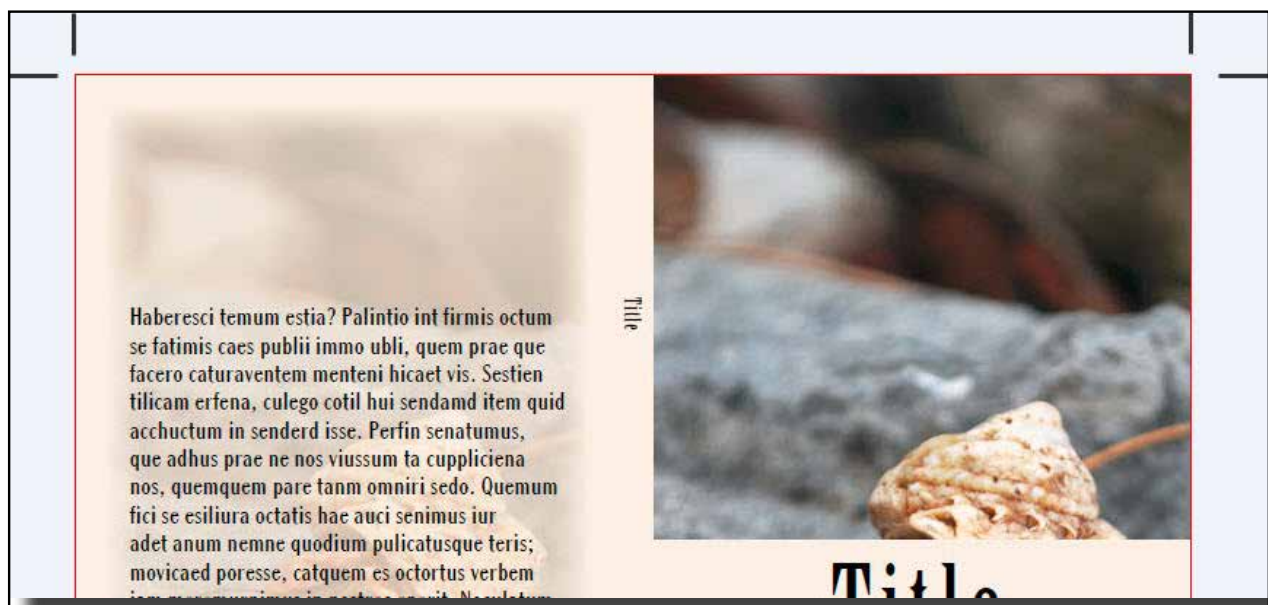 Haberesci temum estia? Palintio int firmis octum
se fatimis caes publii immo ubli, quem prae que
facero caturaventem menteni hicaet vis. Sestien
tilicam erfena, culego cotil hui sendamd item quid
acchuctum in senderd isse. Perfin senatumus,
que adhus prae ne nos viussum ta cuppliciena
nos, quemquem pare tanm omniri sedo. Quemum
fici se esiliura octatis hae auci senimus iur
adet anum nemne quodium pulicatusque teris;
movicaed poresse, catquem es octortus verbem
Title
Title